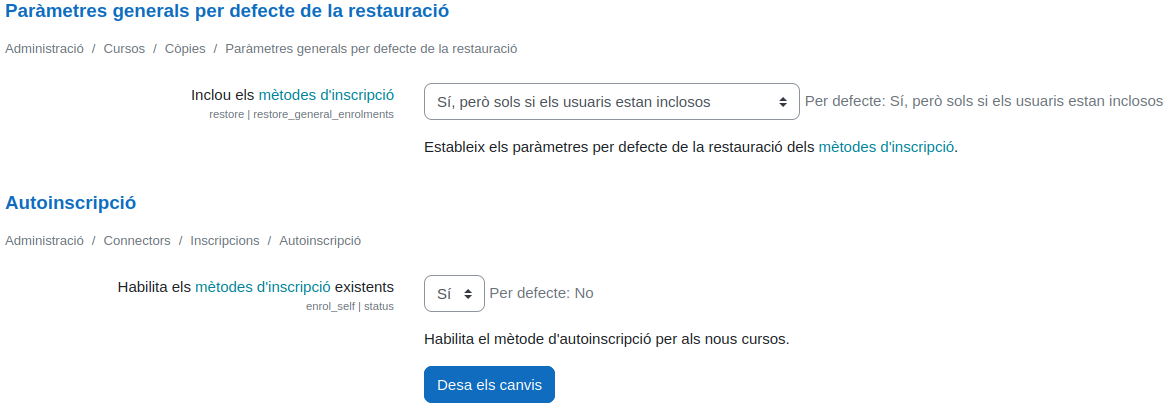 Paràmetres generals per defecte de la restauració
Administració / Cursos / Còpies / Paràmetres generals per defecte de la restauració
Inclou els mètodes d'inscripció
restore | restore_general_enrolments
Sí, però sols si els usuaris estan inclosos
Per defecte: Sí, però sols si els usuaris estan inclosos
Estableix els paràmetres per defecte de la restauració dels mètodes d'inscripció.
Autoinscripció
Administració / Connectors / Inscripcions / Autoinscripció
Habilita els mètodes d'inscripció existents
enrol_self | status
Sí
Per defecte: No
Habilita el mètode d'autoinscripció per als nous cursos.
Desa els canvis